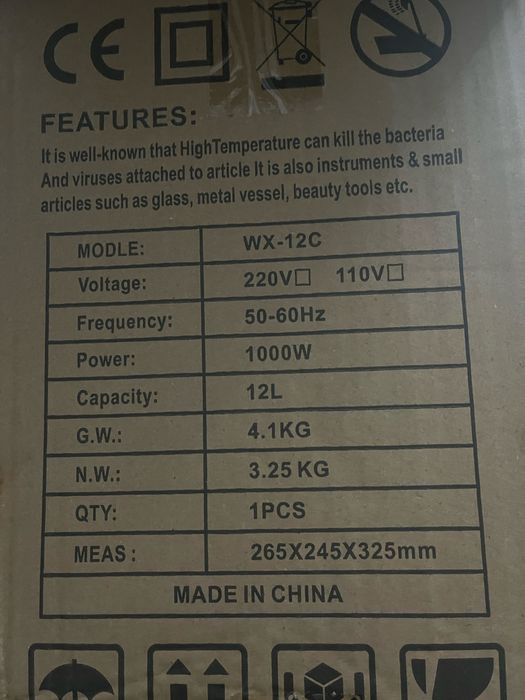 CE
FEATURES:
It is well-known that HighTemperature can kill the bacteria
And viruses attached to article It is also instruments & small
articles such as glass, metal vessel, beauty tools etc.
MODLE: WX-12C
Voltage: 220V□ 110V□
Frequency: 50-60Hz
Power: 1000W
Capacity: 12L
G.W.: 4.1KG
N.W.: 3.25 KG
QTY: 1PCS
MEAS : 265X245X325mm
MADE IN CHINA